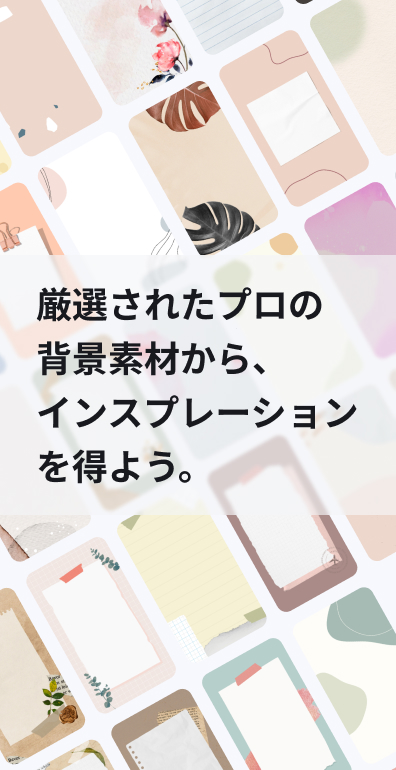 厳選されたプロの
背景素材から、
インスプレーション
を得よう。